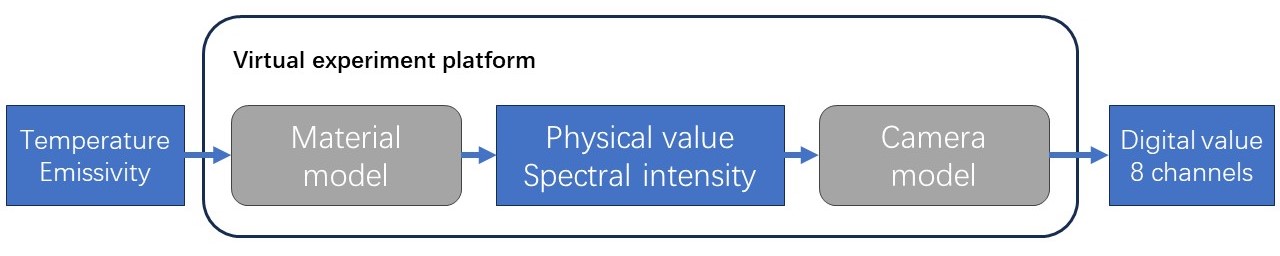 Virtual experiment platform
Temperature
Emissivity
Material
model
Physical value
Spectral intensity
Camera
model
Digital value
8 channels